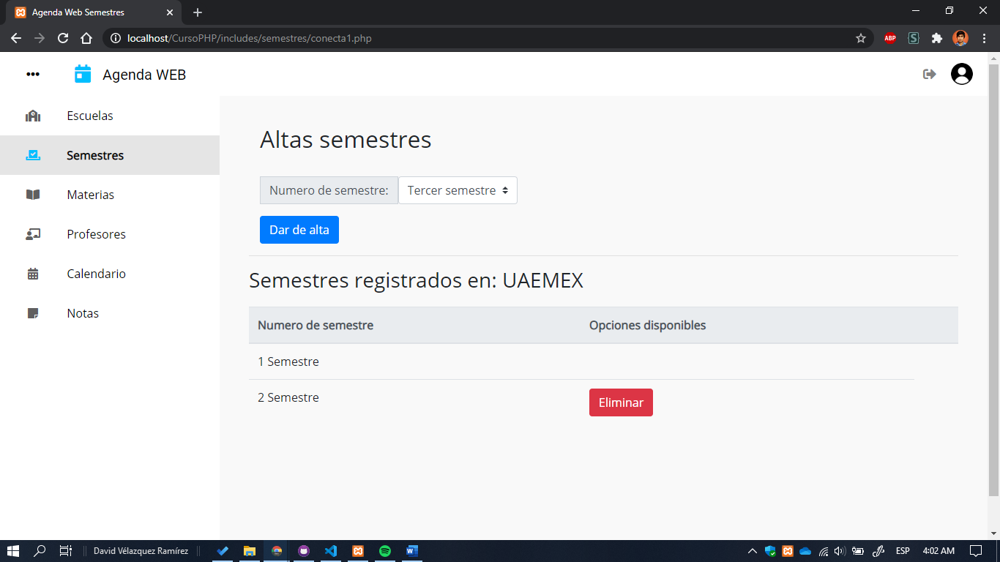 Agenda Web Semestres
localhost/CursoPHP/includes/semestres/conecta1.php
ABP
S
Agenda WEB
Escuelas
Semestres
Materias
Profesores
Calendario
Notas
Altas semestres
Numero de semestre: Tercer semestre
Dar de alta
Semestres registrados en: UAEMEX
Numero de semestre Opciones disponibles
1 Semestre
2 Semestre Eliminar
David Vélazquez Ramírez ESP 4:02 AM